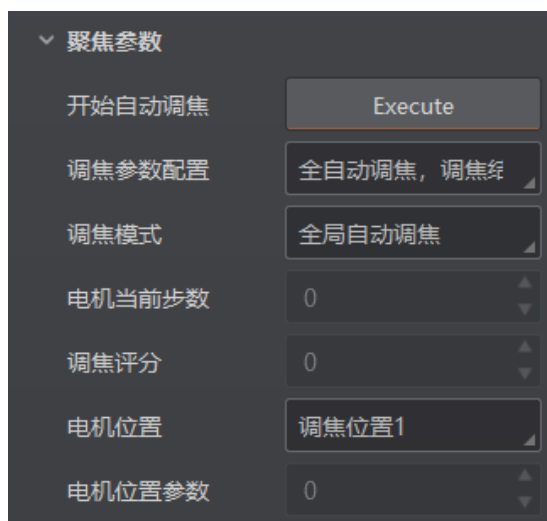 聚焦参数
开始自动调焦 Execute
调焦参数配置 全自动调焦，调焦结
调焦模式 全局自动调焦
电机当前步数 0
调焦评分 0
电机位置 调焦位置1
电机位置参数 0